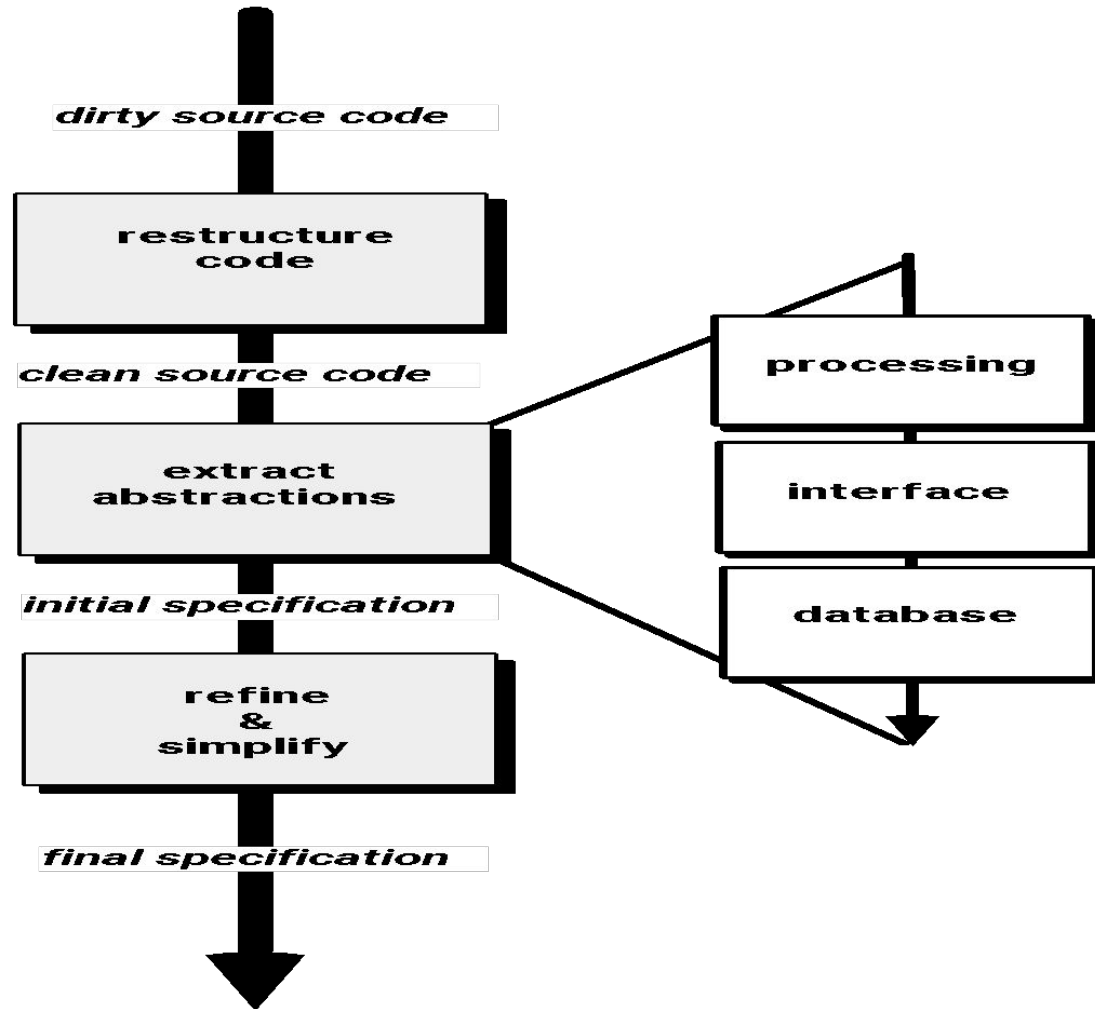 dirty source code
restructure
code
clean source code
extract
abstractions
initial specification
refine
&
simplify
final specification
processing
interface
database